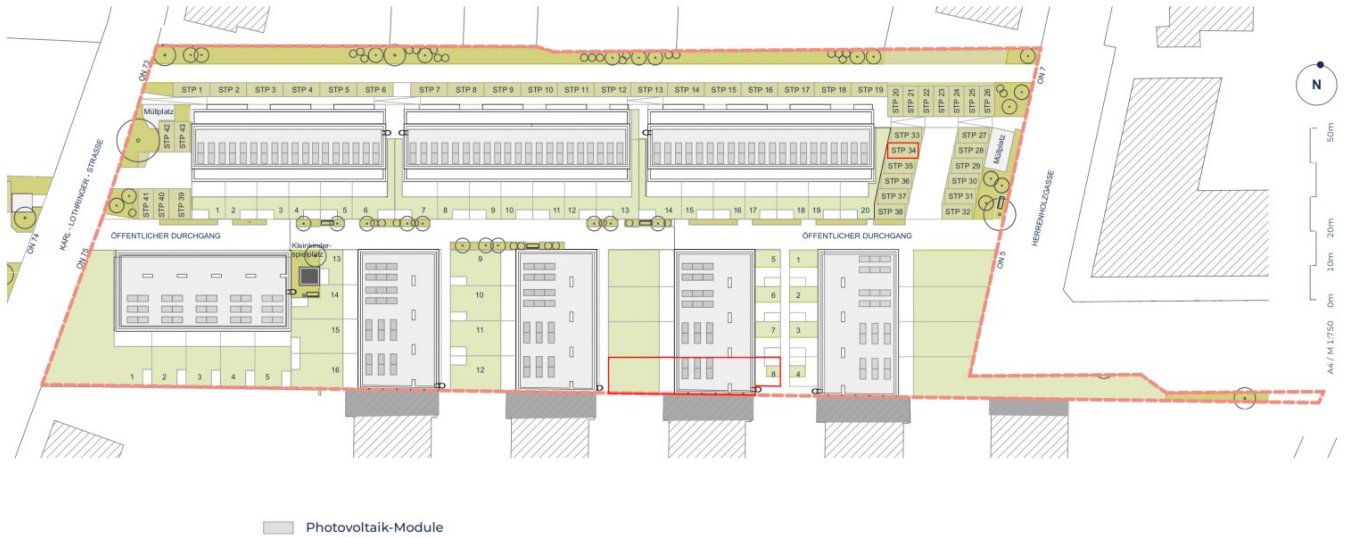 ON 73
ON 7
STP 1 STP 2 STP 3 STP 4 STP 5 STP 6 STP 7 STP 8 STP 9 STP 10 STP 11 STP 12 STP 13 STP 14 STP 15 STP 16 STP 17 STP 18 STP 19
STP 20
STP 21
STP 22
STP 23
STP 24
STP 25
STP 26
N
Müllplatz
STP 42
STP 43
STP 33
STP 34
STP 35
STP 36
STP 37
STP 38
STP 27
STP 28
STP 29
STP 30
STP 31
STP 32
Müllplatz
KARL - LOTHRINGER - STRASSE
HERRENHOLZGASSE
STP 41
STP 40
STP 39
1 2 3 4 5 6 7 8 9 10 11 12 13 14 15 16 17 18 19 20
ÖFFENTLICHER DURCHGANG
ÖFFENTLICHER DURCHGANG
ON 74
ON 75
ON 5
Kleinkinder-
spielplatz
13
14
15
16
9
10
11
12
5
6
7
8
1
2
3
4
1 2 3 4 5
50m
20m
10m
0m
A4 / M 1:750
Photovoltaik-Module